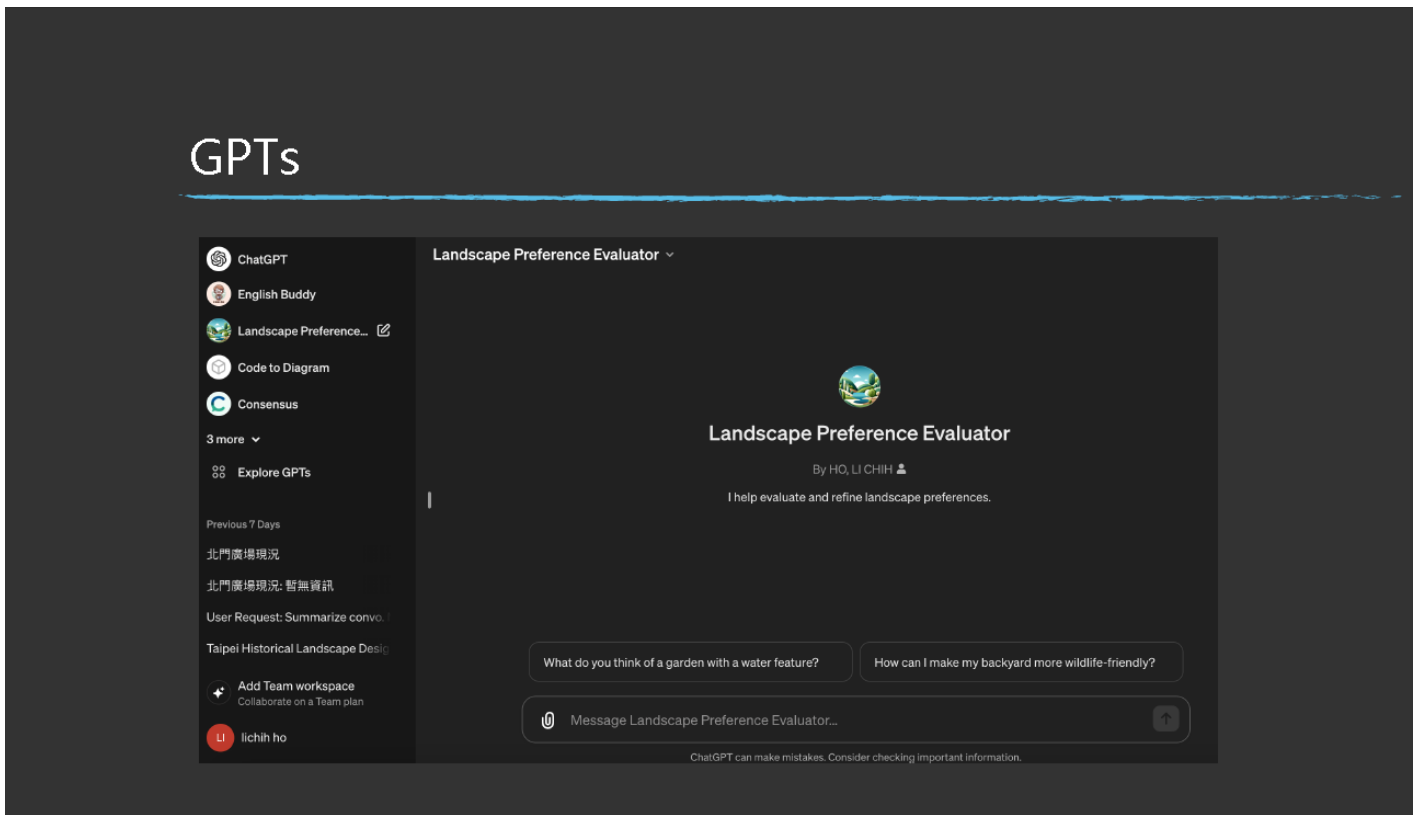 GPTs
ChatGPT
English Buddy
Landscape Preference...
Code to Diagram
Consensus
3 more
Explore GPTs
Previous 7 Days
北門廣場現況
北門廣場現況: 暫無資訊
User Request: Summarize convo.
Taipei Historical Landscape Desig
Add Team workspace
Collaborate on a Team plan
LI
lichih ho
Landscape Preference Evaluator
Landscape Preference Evaluator
By HO, LI CHIH
I help evaluate and refine landscape preferences.
What do you think of a garden with a water feature?
How can I make my backyard more wildlife-friendly?
Message Landscape Preference Evaluator...
ChatGPT can make mistakes. Consider checking important information.